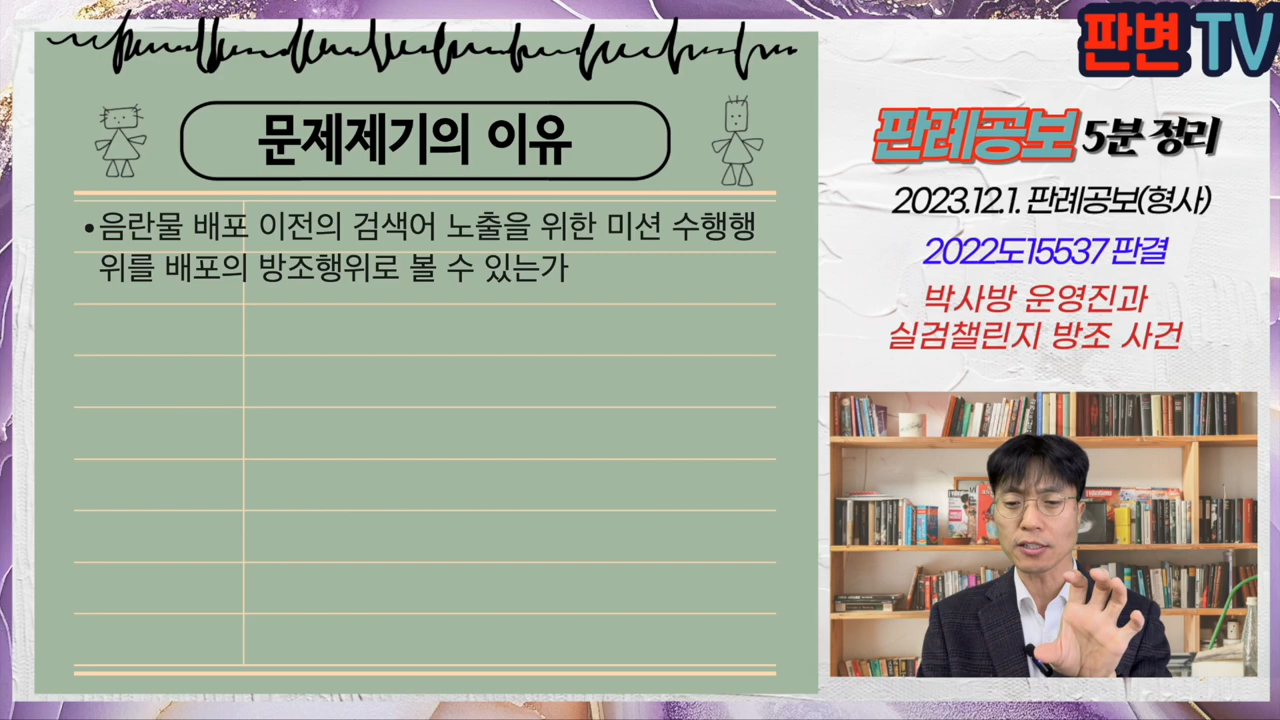 판변 TV
문제제기의 이유
•음란물 배포 이전의 검색어 노출을 위한 미션 수행행
위를 배포의 방조행위로 볼 수 있는가
판례공보 5분 정리
2023.12.1. 판례공보(형사)
2022도15537 판결
박사방 운영진과
실검챌린지 방조 사건